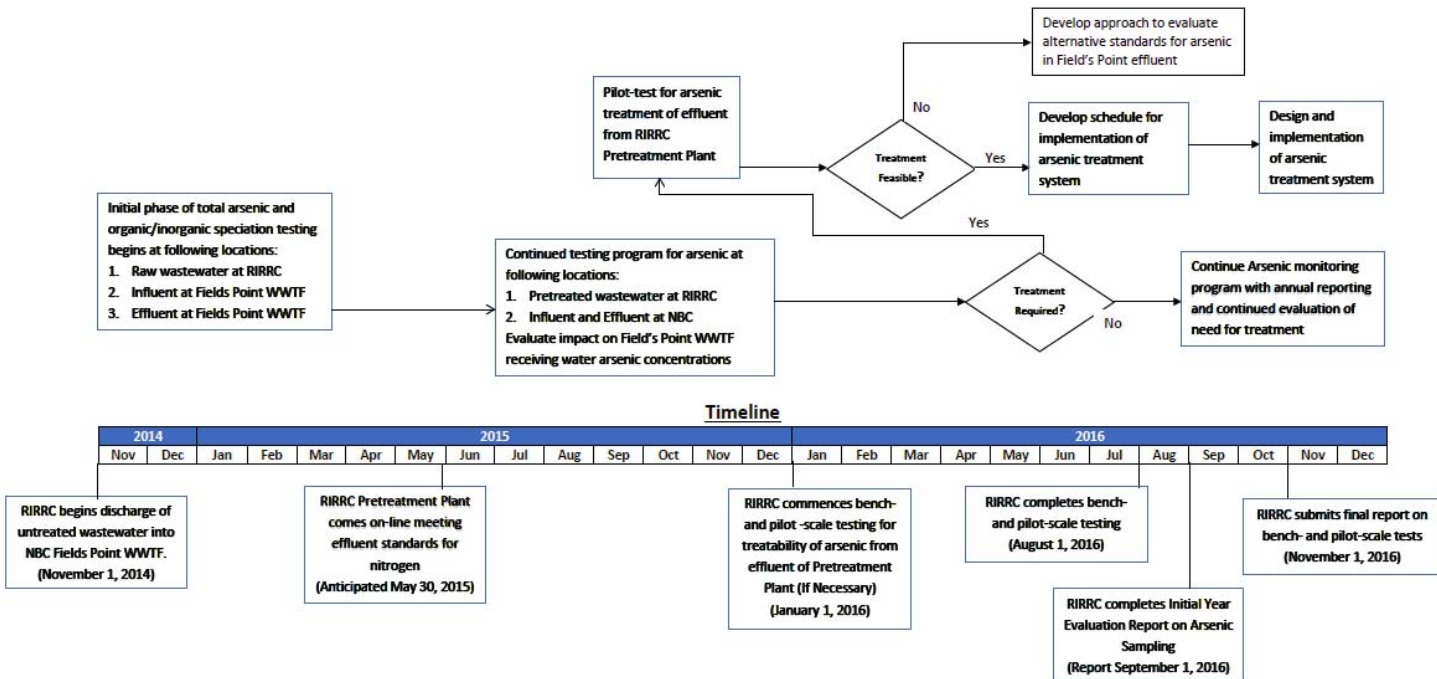 Develop approach to evaluate
alternative standards for arsenic
in Field's Point effluent
Pilot-test for arsenic
treatment of effluent
from RIRRC
Pretreatment Plant
No
Treatment
Feasible?
Yes
Develop schedule for
implementation of
arsenic treatment
system
Design and
implementation
of arsenic
treatment system
Initial phase of total arsenic and
organic/inorganic speciation testing
begins at following locations:
1. Raw wastewater at RIRRC
2. Influent at Fields Point WWTF
3. Effluent at Fields Point WWTF
Continued testing program for arsenic at
following locations:
1. Pretreated wastewater at RIRRC
2. Influent and Effluent at NBC
Evaluate impact on Field's Point WWTF
receiving water arsenic concentrations
Yes
Treatment
Required?
No
Continue Arsenic monitoring
program with annual reporting
and continued evaluation of
need for treatment
Timeline
2014 2015 2016
Nov Dec Jan Feb Mar Apr May Jun Jul Aug Sep Oct Nov Dec Jan Feb Mar Apr May Jun Jul Aug Sep Oct Nov Dec
RIRRC begins discharge of
untreated wastewater into
NBC Fields Point WWTF.
(November 1, 2014)
RIRRC Pretreatment Plant
comes on-line meeting
effluent standards for
nitrogen
(Anticipated May 30, 2015)
RIRRC commences bench-
and pilot -scale testing for
treatability of arsenic from
effluent of Pretreatment
Plant (If Necessary)
(January 1, 2016)
RIRRC completes bench-
and pilot-scale testing
(August 1, 2016)
RIRRC completes Initial Year
Evaluation Report on Arsenic
Sampling
(Report September 1, 2016)
RIRRC submits final report on
bench- and pilot-scale tests
(November 1, 2016)